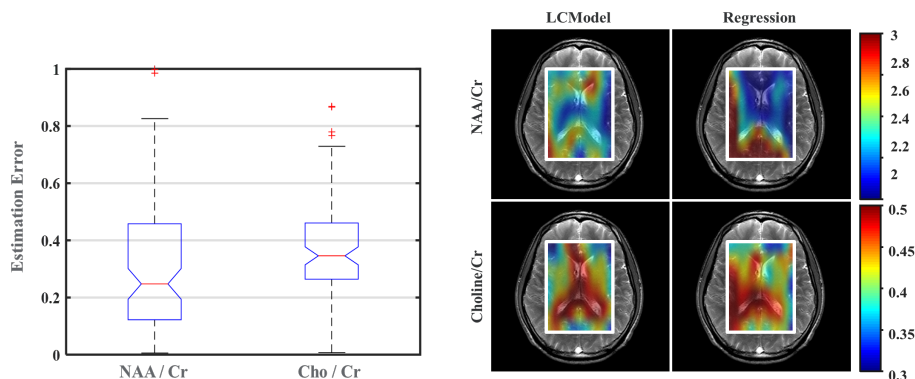 Estimation Error
1
0.8
0.6
0.4
0.2
0
NAA / Cr
Cho / Cr
LCModel
Regression
NAA/Cr
Choline/Cr
3
2.8
2.6
2.4
2.2
2
0.5
0.45
0.4
0.35
0.3